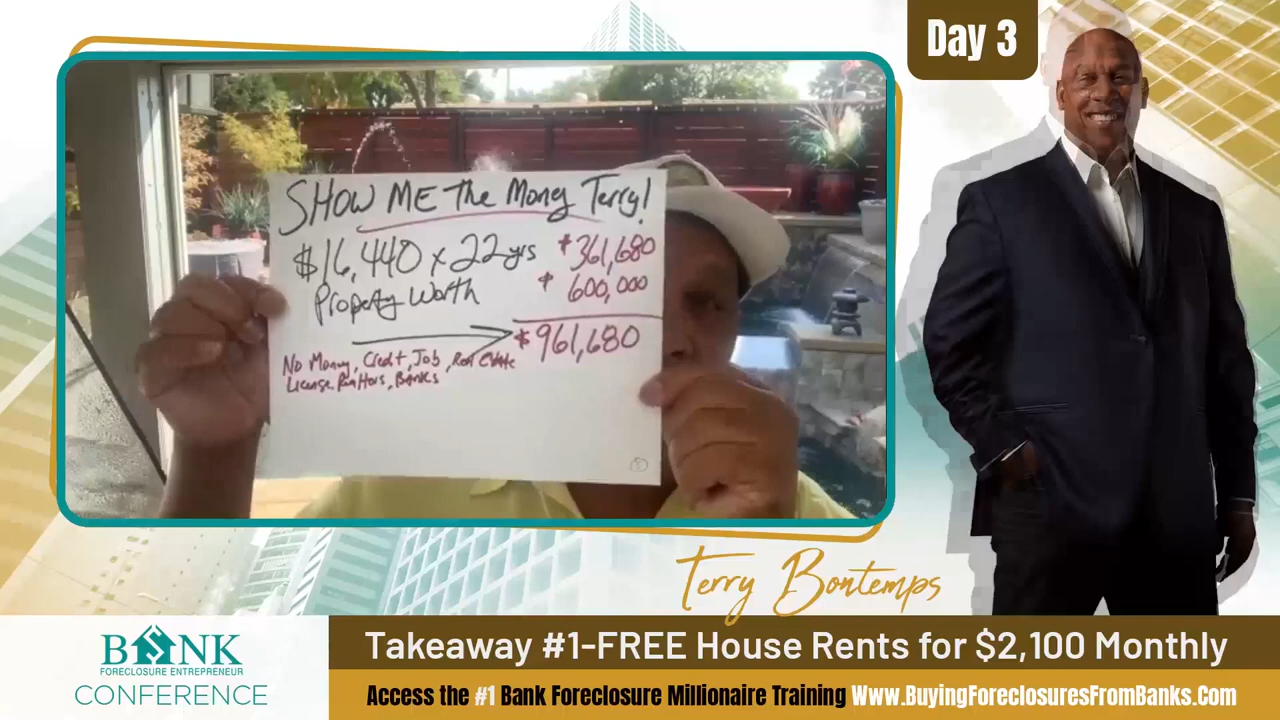 Day 3
SHOW ME the Money Terry!
$16,440 x 22 yrs $361,680
Property Worth $600,000
$961,680
No Money, Credit, Job, Real Estate
License, Realtors, Banks
Terry Bontemps
BANK
FORECLOSURE ENTREPRENEUR
CONFERENCE
Takeaway #1-FREE House Rents for $2,100 Monthly
Access the #1 Bank Foreclosure Millionaire Training Www.BuyingForeclosuresFromBanks.Com